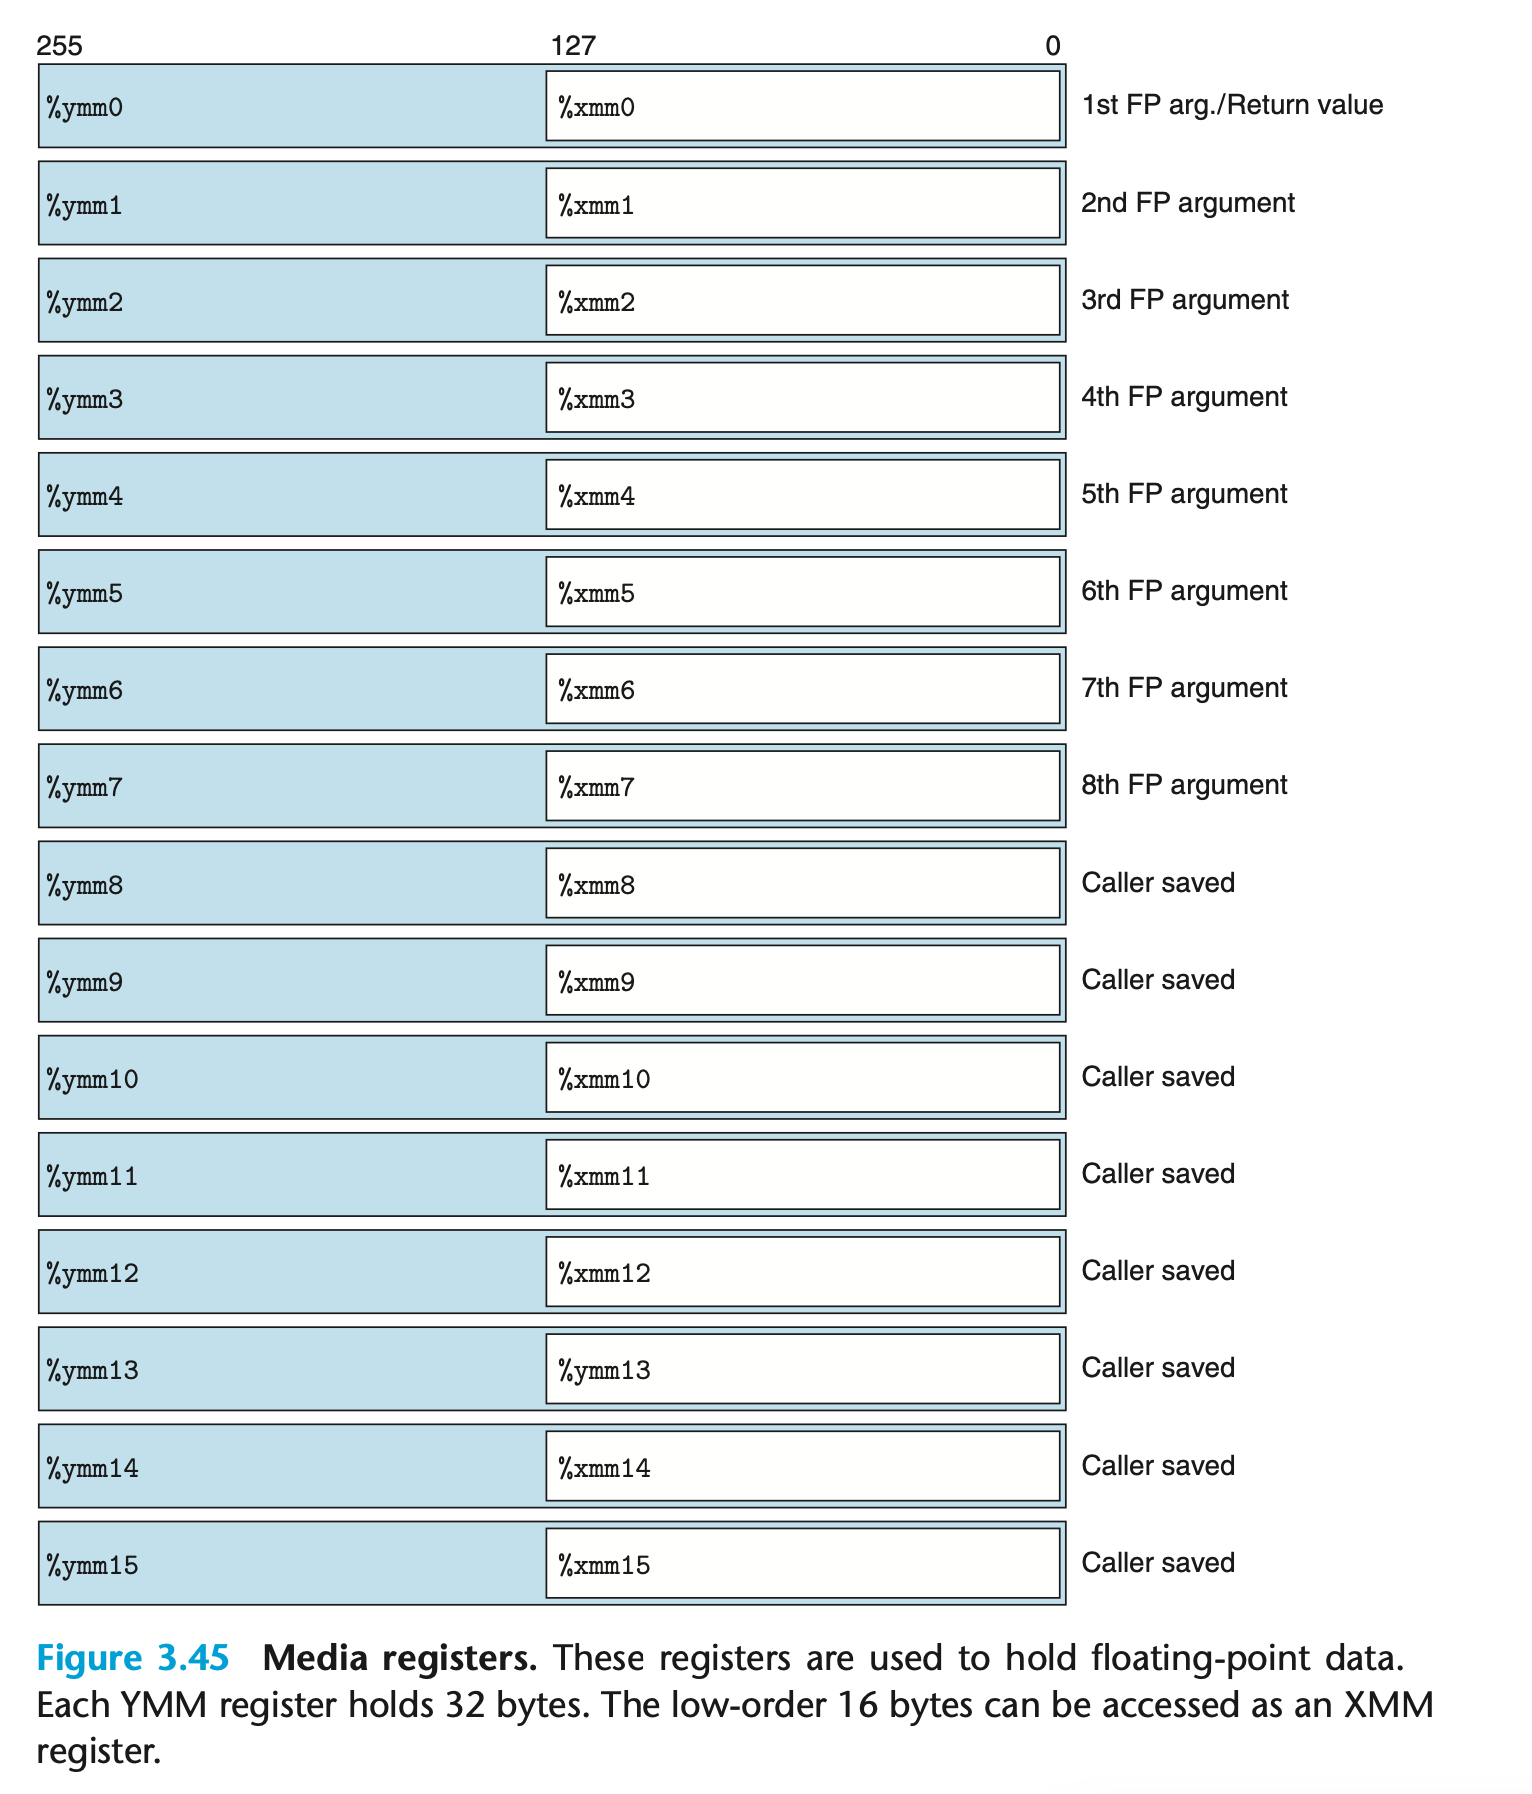 255 127 0
%ymm0 %xmm0 1st FP arg./Return value
%ymm1 %xmm1 2nd FP argument
%ymm2 %xmm2 3rd FP argument
%ymm3 %xmm3 4th FP argument
%ymm4 %xmm4 5th FP argument
%ymm5 %xmm5 6th FP argument
%ymm6 %xmm6 7th FP argument
%ymm7 %xmm7 8th FP argument
%ymm8 %xmm8 Caller saved
%ymm9 %xmm9 Caller saved
%ymm10 %xmm10 Caller saved
%ymm11 %xmm11 Caller saved
%ymm12 %xmm12 Caller saved
%ymm13 %ymm13 Caller saved
%ymm14 %xmm14 Caller saved
%ymm15 %xmm15 Caller saved
Figure 3.45 Media registers. These registers are used to hold floating-point data.
Each YMM register holds 32 bytes. The low-order 16 bytes can be accessed as an XMM
register.